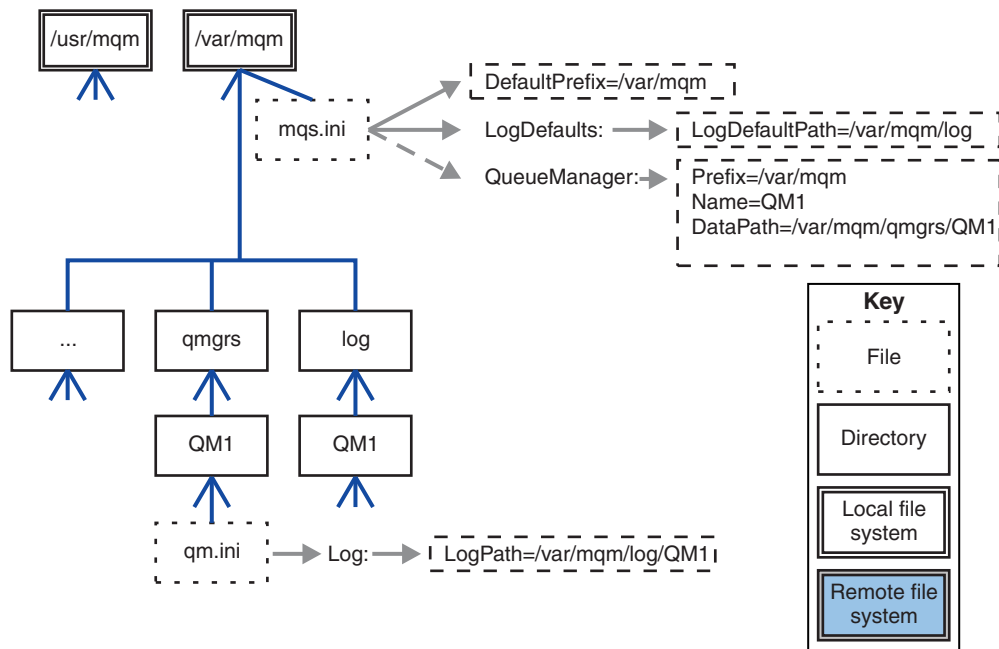 /usr/mqm
/var/mqm
mqs.ini
DefaultPrefix=/var/mqm
LogDefaults:
LogDefaultPath=/var/mqm/log
QueueManager:
Prefix=/var/mqm
Name=QM1
DataPath=/var/mqm/qmgrs/QM1
...
qmgrs
log
QM1
QM1
qm.ini
Log:
LogPath=/var/mqm/log/QM1
Key
File
Directory
Local file
system
Remote file
system